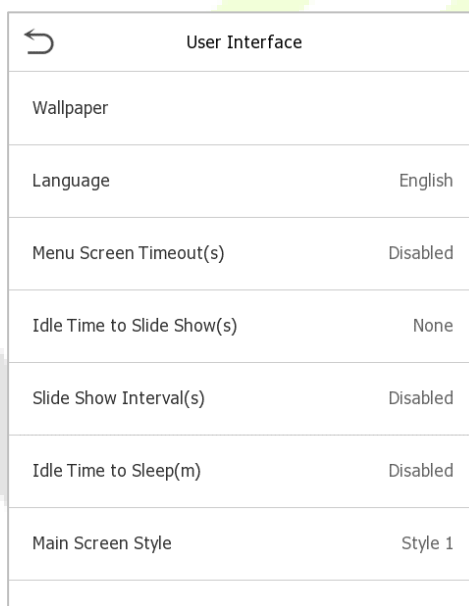 User Interface
Wallpaper
Language English
Menu Screen Timeout(s) Disabled
Idle Time to Slide Show(s) None
Slide Show Interval(s) Disabled
Idle Time to Sleep(m) Disabled
Main Screen Style Style 1